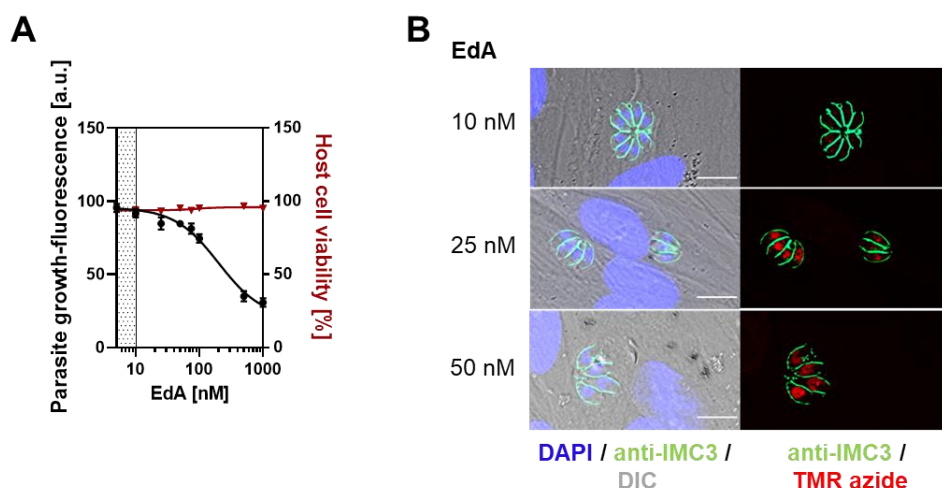 A
Parasite growth-fluorescence [a.u.]
150
100
50
0
10
100
1000
EdA [nM]
150
100
50
0
Host cell viability [%]
B
EdA
10 nM
25 nM
50 nM
DAPI / anti-IMC3 /
DIC
anti-IMC3 /
TMR azide